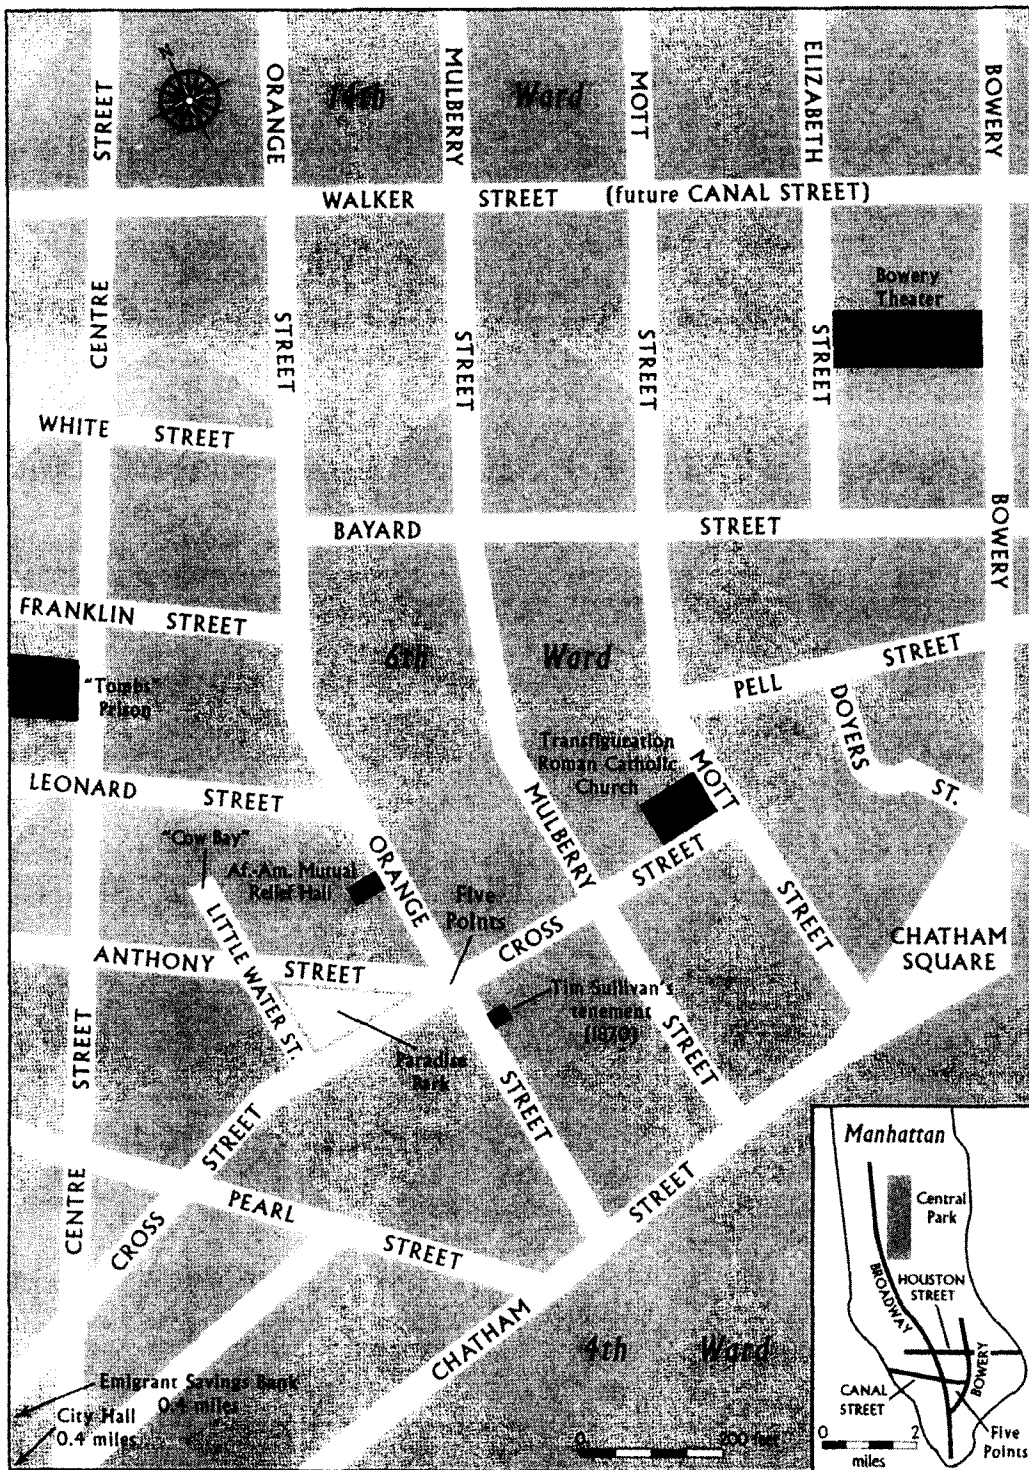 N
STREET
ORANGE
14th Ward
MULBERRY
MOTT
ELIZABETH
BOWERY
WALKER STREET (future CANAL STREET)
CENTRE
STREET
STREET
STREET
STREET
Bowery
Theater
WHITE STREET
BAYARD STREET
BOWERY
FRANKLIN STREET
6th Ward
PELL STREET
DOYERS ST.
"Tombs"
Prison
Transfiguration
Roman Catholic
Church
MOTT STREET
LEONARD STREET
"Cow Bay"
Af.-Am. Mutual
Relief Hall
ORANGE STREET
Five
Points
MULBERRY STREET
CROSS STREET
CHATHAM
SQUARE
LITTLE WATER ST.
ANTHONY STREET
Tim Sullivan's
tenement
(1870)
Paradise
Park
CENTRE STREET
CROSS STREET
PEARL STREET
CHATHAM STREET
4th Ward
Emigrant Savings Bank
0.4 miles
City Hall
0.4 miles
0 200 feet
Manhattan
Central
Park
BROADWAY
HOUSTON
STREET
BOWERY
CANAL
STREET
Five
Points
0 2
miles